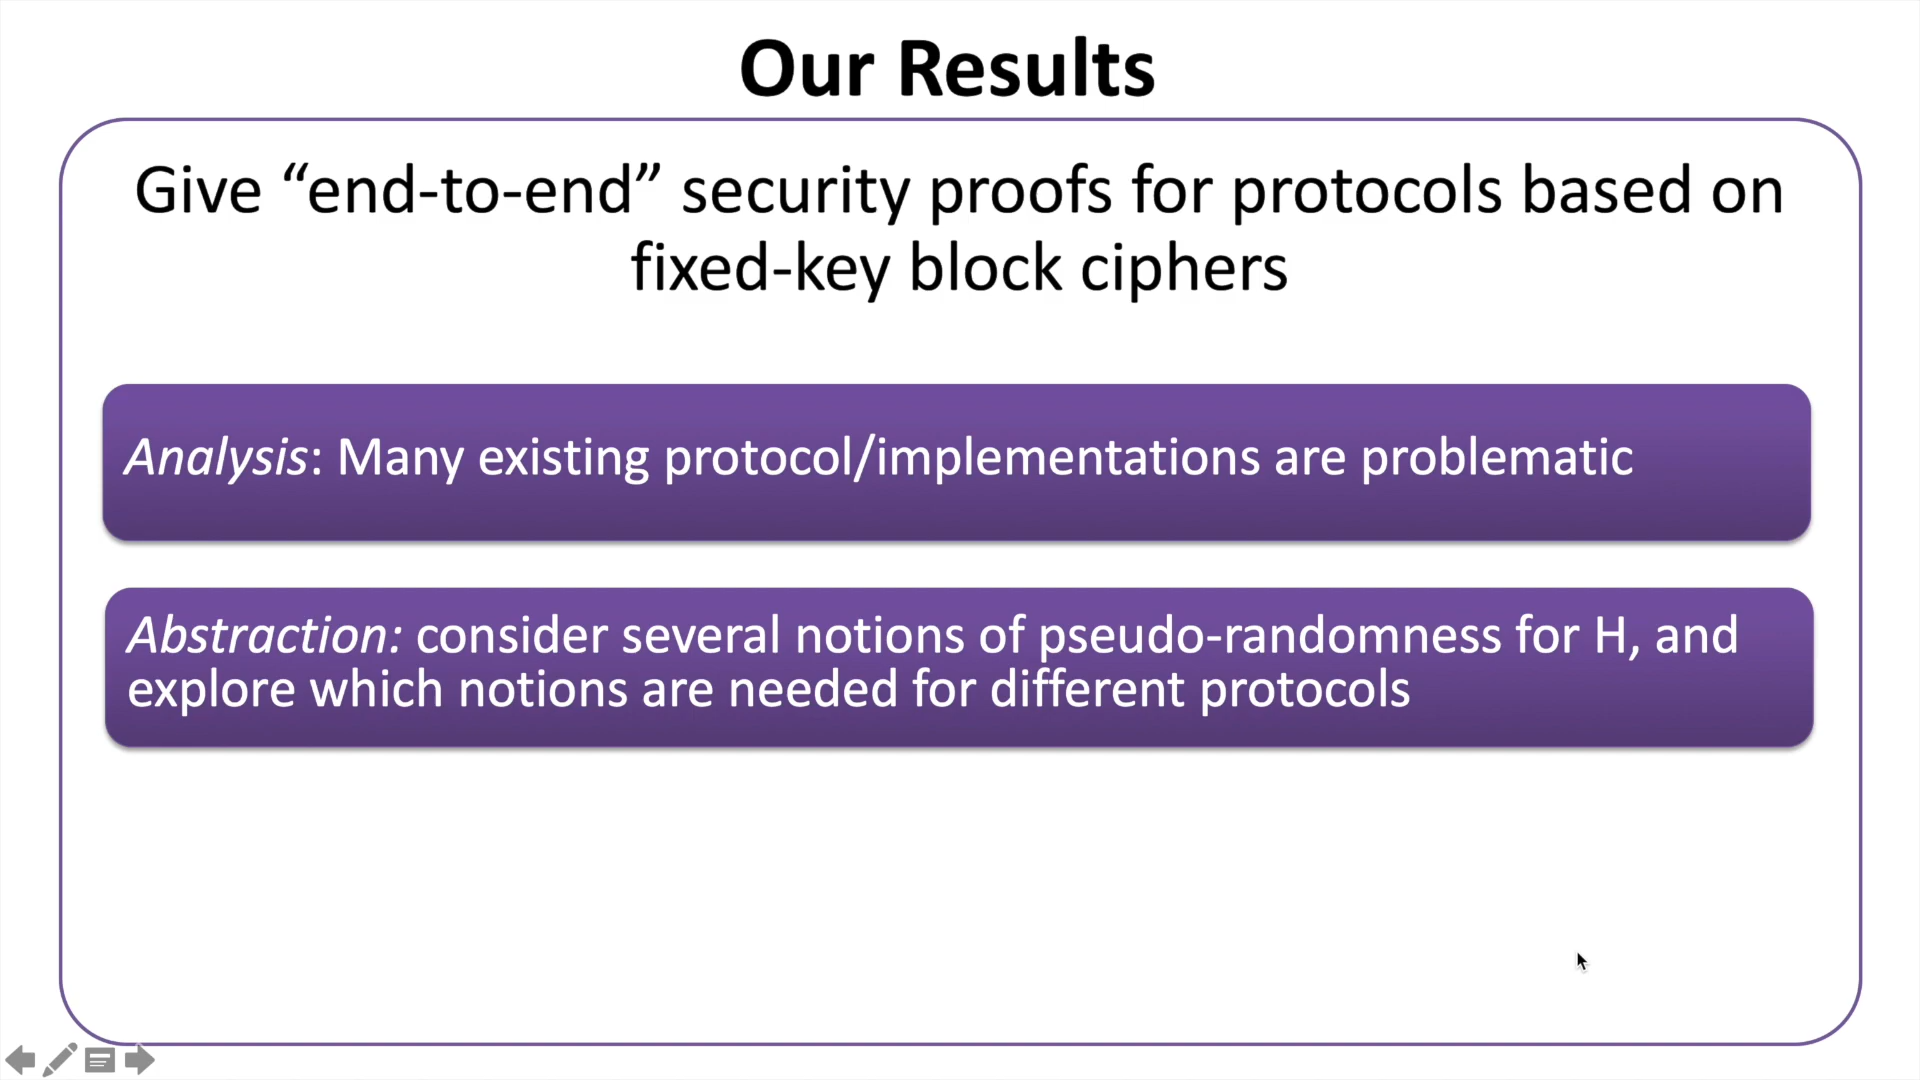 Our Results
Give “end-to-end” security proofs for protocols based on
fixed-key block ciphers
Analysis: Many existing protocol/implementations are problematic
Abstraction: consider several notions of pseudo-randomness for H, and
explore which notions are needed for different protocols